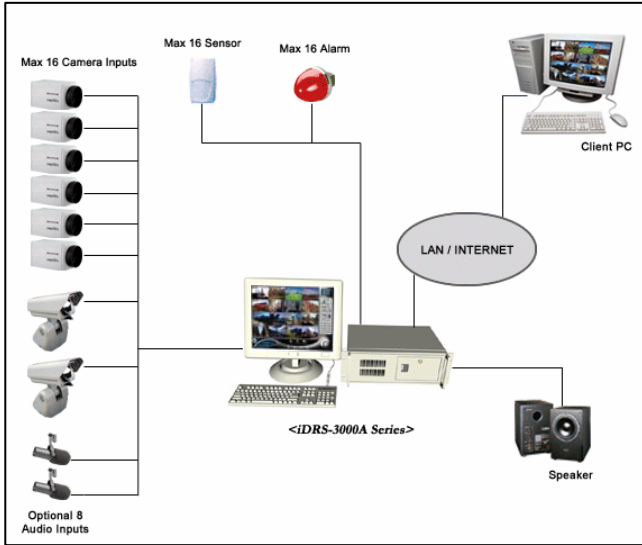 Max 16 Sensor
Max 16 Alarm
Max 16 Camera Inputs
Client PC
LAN / INTERNET
<iDRS-3000A Series>
Speaker
Optional 8
Audio Inputs